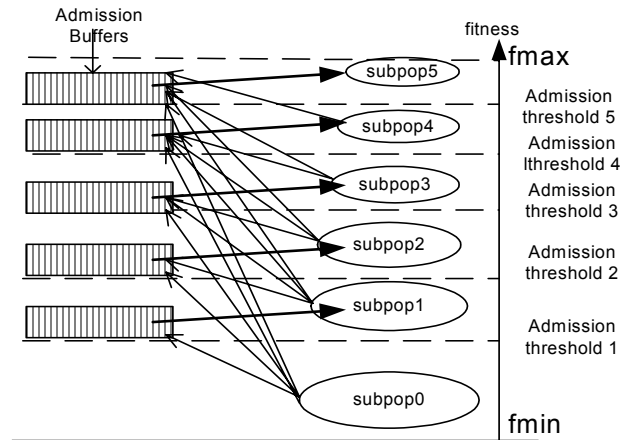 Admission
Buffers
fitness
fmax
subpop5
Admission
threshold 5
subpop4
Admission
lthreshold 4
subpop3
Admission
threshold 3
subpop2
Admission
threshold 2
subpop1
Admission
threshold 1
subpop0
fmin